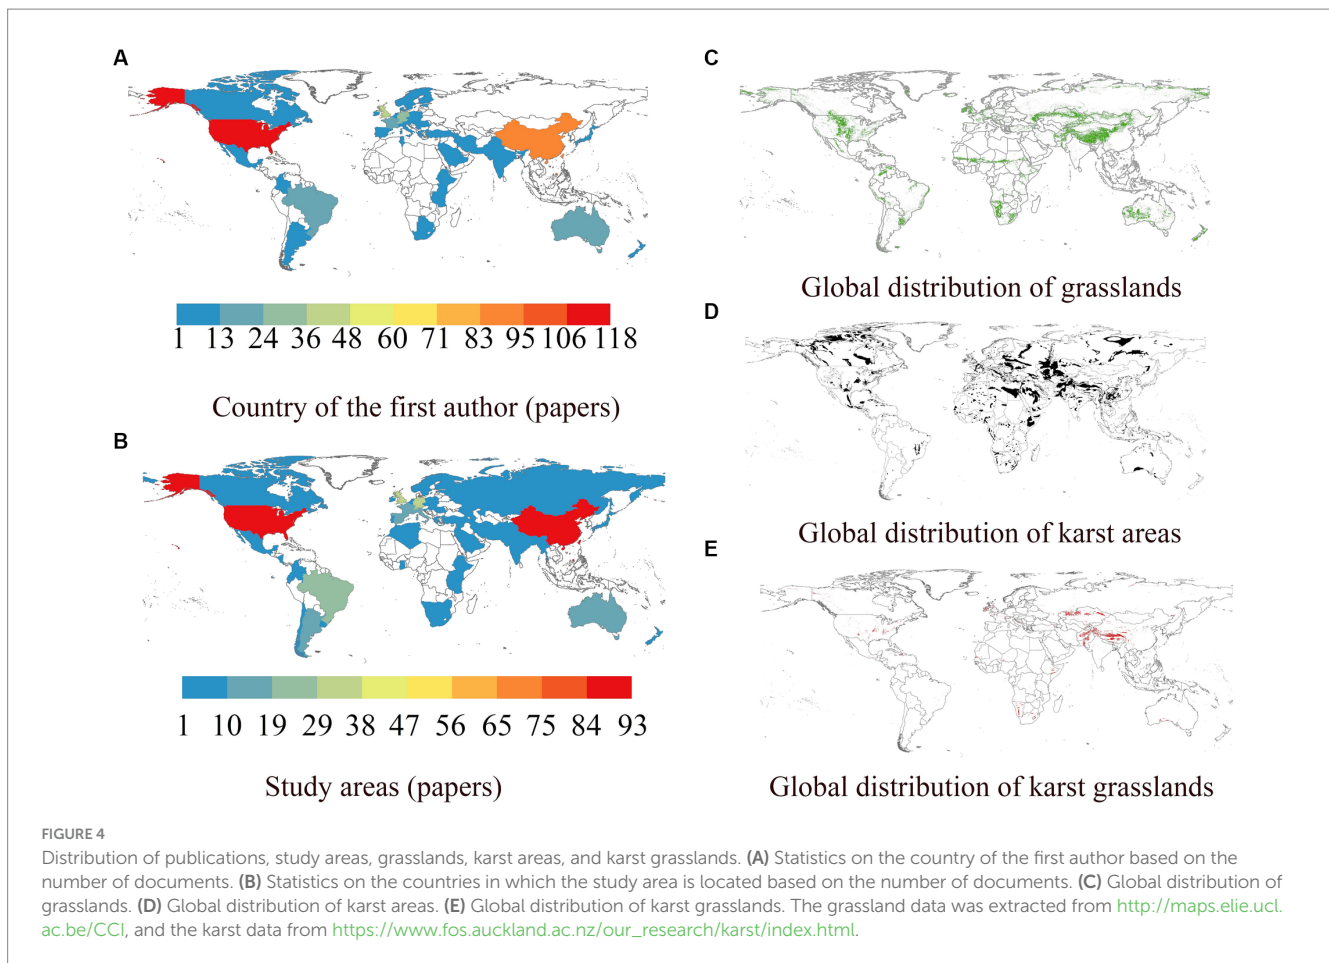 A
1 13 24 36 48 60 71 83 95 106 118
Country of the first author (papers)
B
1 10 19 29 38 47 56 65 75 84 93
Study areas (papers)
C
Global distribution of grasslands
D
Global distribution of karst areas
E
Global distribution of karst grasslands
FIGURE 4
Distribution of publications, study areas, grasslands, karst areas, and karst grasslands. (A) Statistics on the country of the first author based on the
number of documents. (B) Statistics on the countries in which the study area is located based on the number of documents. (C) Global distribution of
grasslands. (D) Global distribution of karst areas. (E) Global distribution of karst grasslands. The grassland data was extracted from http://maps.elie.ucl.
ac.be/CCI, and the karst data from https://www.fos.auckland.ac.nz/our_research/karst/index.html.